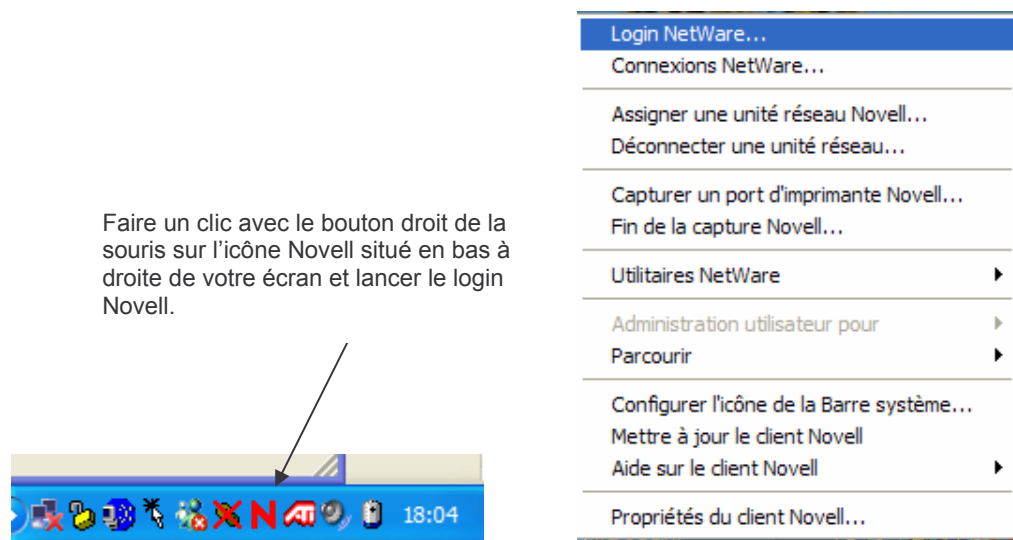 Faire un clic avec le bouton droit de la
souris sur l’icône Novell situé en bas à
droite de votre écran et lancer le login
Novell.
N ATI 18:04
Login NetWare...
Connexions NetWare...
Assigner une unité réseau Novell...
Déconnecter une unité réseau...
Capturer un port d'imprimante Novell...
Fin de la capture Novell...
Utilitaires NetWare
Administration utilisateur pour
Parcourir
Configurer l'icône de la Barre système...
Mettre à jour le client Novell
Aide sur le client Novell
Propriétés du client Novell...